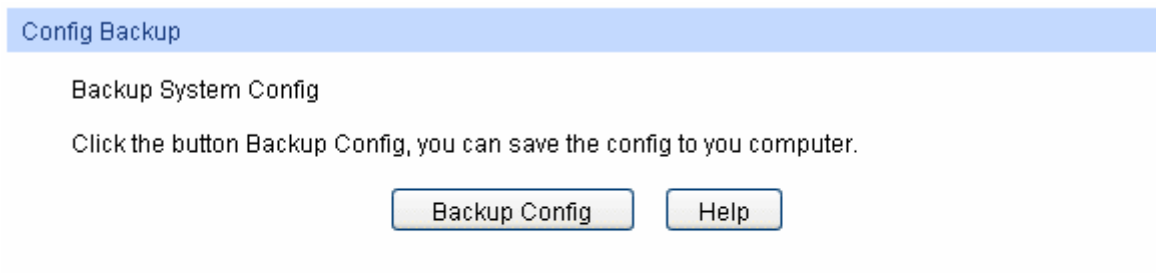 Config Backup
Backup System Config
Click the button Backup Config, you can save the config to you computer.
Backup Config Help